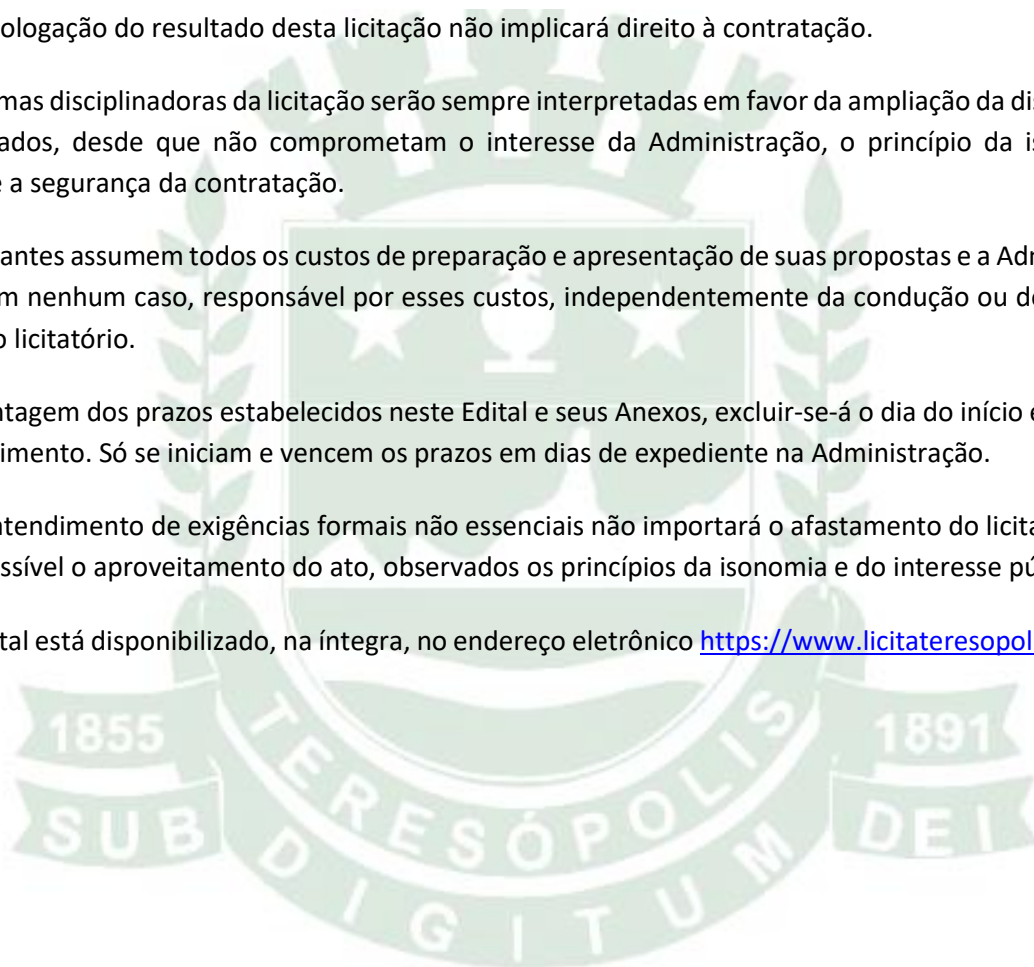 ologação do resultado desta licitação não implicará direito à contratação.
mas disciplinadoras da licitação serão sempre interpretadas em favor da ampliação da dis
ados, desde que não comprometam o interesse da Administração, o princípio da is
e a segurança da contratação.
antes assumem todos os custos de preparação e apresentação de suas propostas e a Adr
m nenhum caso, responsável por esses custos, independentemente da condução ou do
o licitatório.
ntagem dos prazos estabelecidos neste Edital e seus Anexos, excluir-se-á o dia do início e
imento. Só se iniciam e vencem os prazos em dias de expediente na Administração.
atendimento de exigências formais não essenciais não importará o afastamento do licita
ssível o aproveitamento do ato, observados os princípios da isonomia e do interesse pú
tal está disponibilizado, na íntegra, no endereço eletrônico https://www.licitateresopol
1855 TERESÓPOLIS 1891
SUB DIGITUM DEI